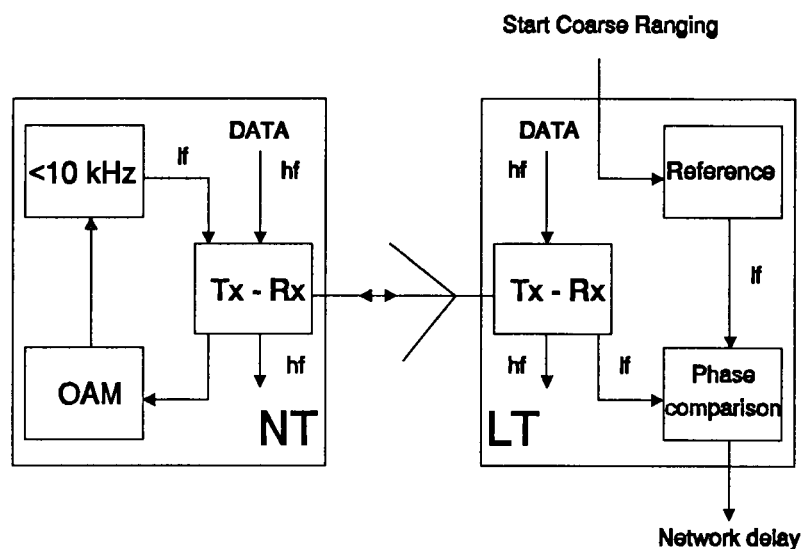 Start Coarse Ranging
<10 kHz
lf
DATA
hf
Tx - Rx
hf
OAM
NT
DATA
hf
Reference
lf
Tx - Rx
hf
lf
Phase
comparison
LT
Network delay